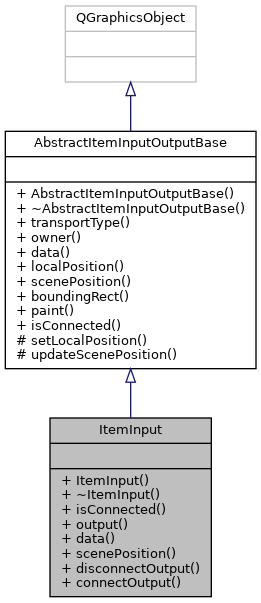 QGraphicsObject
AbstractItemInputOutputBase
+ AbstractItemInputOutputBase()
+ ~AbstractItemInputOutputBase()
+ transportType()
+ owner()
+ data()
+ localPosition()
+ scenePosition()
+ boundingRect()
+ paint()
+ isConnected()
# setLocalPosition()
# updateScenePosition()
ItemInput
+ ItemInput()
+ ~ItemInput()
+ isConnected()
+ output()
+ data()
+ scenePosition()
+ disconnectOutput()
+ connectOutput()